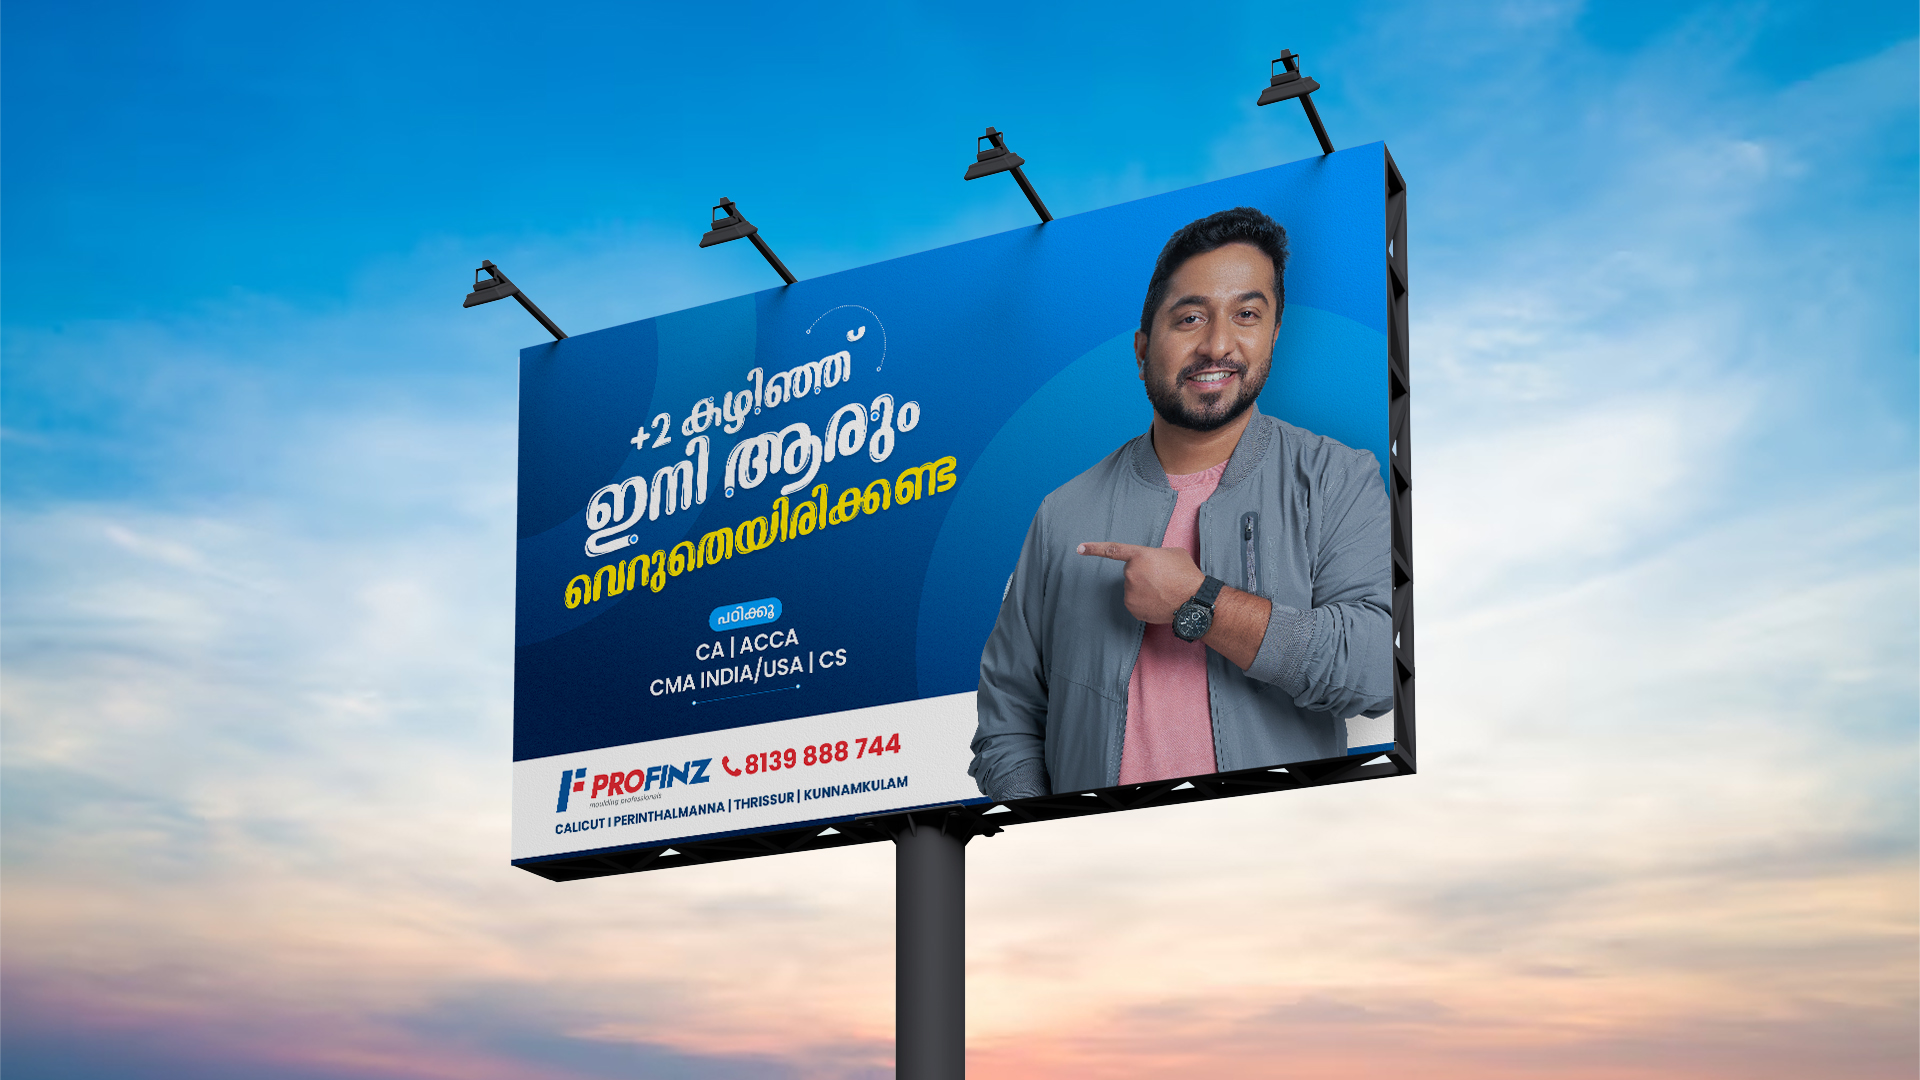 +2 കഴിഞ്ഞ്
ഇനി ആരും
വെറുതെയിരിക്കണ്ട
പഠിക്കൂ
CA | ACCA
CMA INDIA/USA | CS
PROFINZ
moulding professionals
8139 888 744
CALICUT I PERINTHALMANNA | THRISSUR | KUNNAMKULAM